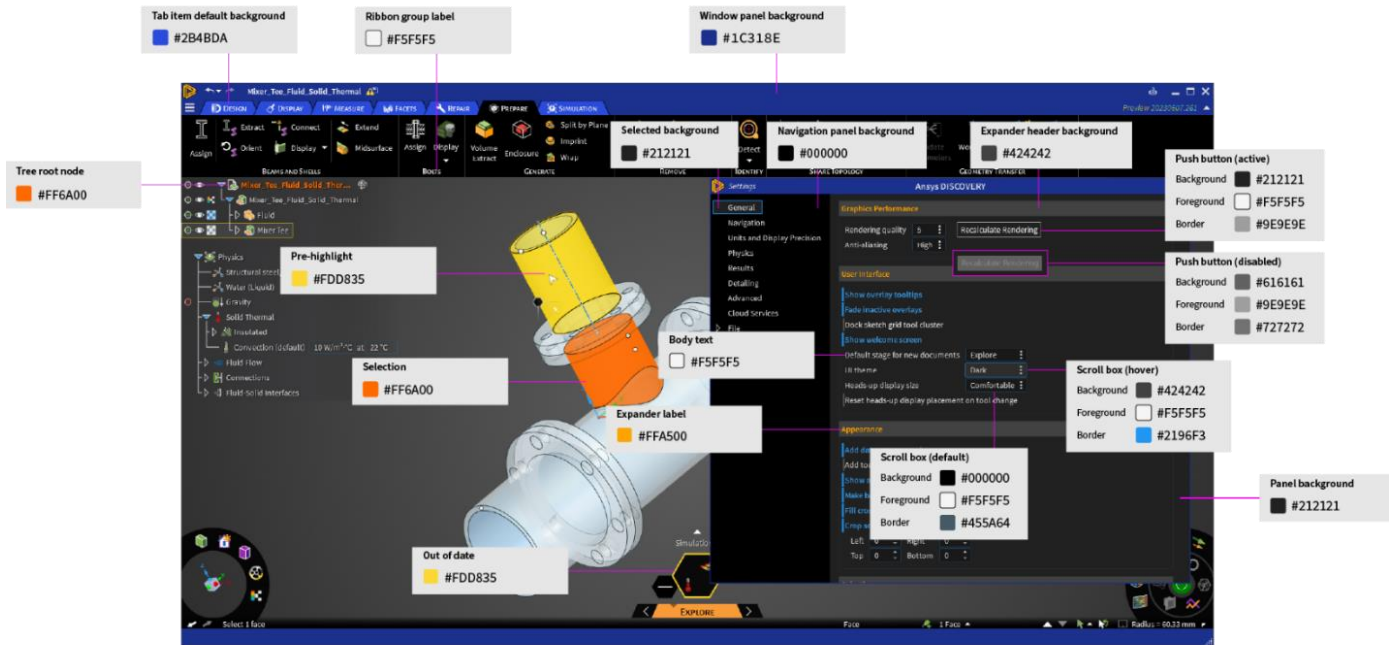 Tab item default background
#2B4BDA
Ribbon group label
#F5F5F5
Window panel background
#1C318E
Mixer_Tee_Fluid_Solid_Thermal
DESIGN
DISPLAY
MEASURE
FACETS
REPAIR
PREPARE
SIMULATION
Preview 20230607.261
Assign
Extract
Connect
Extend
Orient
Display
Midsurface
Assign
Display
Volume Extract
Enclosure
Split by Plane
Imprint
Wrap
Detect
BEAMS AND SHELLS
BOLTS
GENERATE
REMOVE
IDENTIFY
SHARE TOPOLOGY
GEOMETRY TRANSFER
Selected background
#212121
Navigation panel background
#000000
Expander header background
#424242
Push button (active)
Background #212121
Foreground #F5F5F5
Border #9E9E9E
Tree root node
#FF6A00
Mixer_Tee_Fluid_Solid_Ther...
Mixer_Tee_Fluid_Solid_Thermal
Fluid
Mixer Tee
Physics
Structural steel
Water (Liquid)
Gravity
Solid Thermal
Insulated
Convection (default) 10 W/m²°C at 22 °C
Fluid Flow
Connections
Fluid-Solid Interfaces
Pre-highlight
#FDD835
Selection
#FF6A00
Settings
Ansys DISCOVERY
General
Navigation
Units and Display Precision
Physics
Results
Detailing
Advanced
Cloud Services
File
Graphics Performance
Rendering quality 5 Recalculate Rendering
Anti-aliasing High
Recalculate Rendering
User Interface
Show overlay tooltips
Fade inactive overlays
Dock sketch grid tool cluster
Show welcome screen
Default stage for new documents Explore
UI theme Dark
Heads-up display size Comfortable
Reset heads-up display placement on tool change
Push button (disabled)
Background #616161
Foreground #9E9E9E
Border #727272
Body text
#F5F5F5
Scroll box (hover)
Background #424242
Foreground #F5F5F5
Border #2196F3
Expander label
#FFA500
Appearance
Scroll box (default)
Background #000000
Foreground #F5F5F5
Border #455A64
Left 0 Right 0
Top 0 Bottom 0
Panel background
#212121
Out of date
#FDD835
EXPLORE
Select 1 face
Face
1 Face
Radius = 60.33 mm